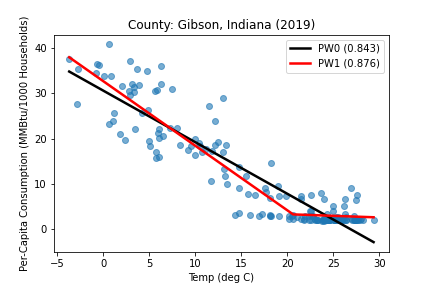 County: Gibson, Indiana (2019)
PW0 (0.843)
PW1 (0.876)
Per-Capita Consumption (MMBtu/1000 Households)
40
30
20
10
0
−5
0
5
10
15
20
25
30
Temp (deg C)